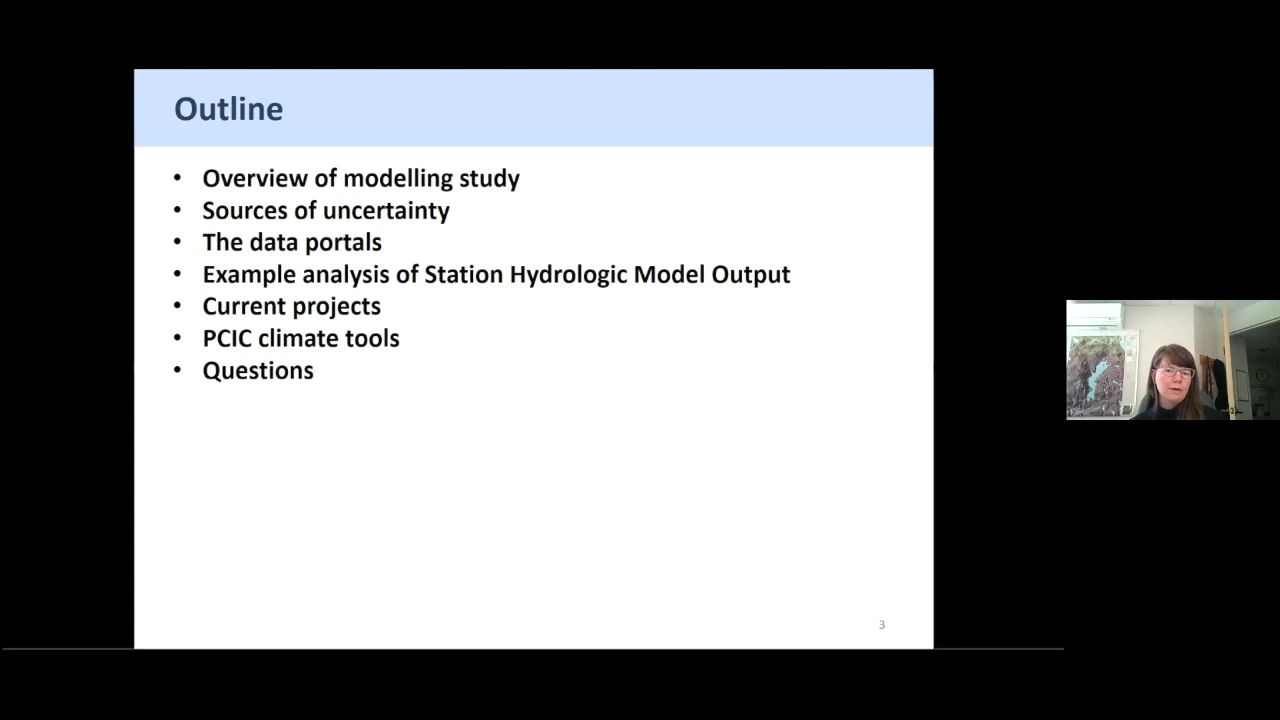 Outline
• Overview of modelling study
• Sources of uncertainty
• The data portals
• Example analysis of Station Hydrologic Model Output
• Current projects
• PCIC climate tools
• Questions
3